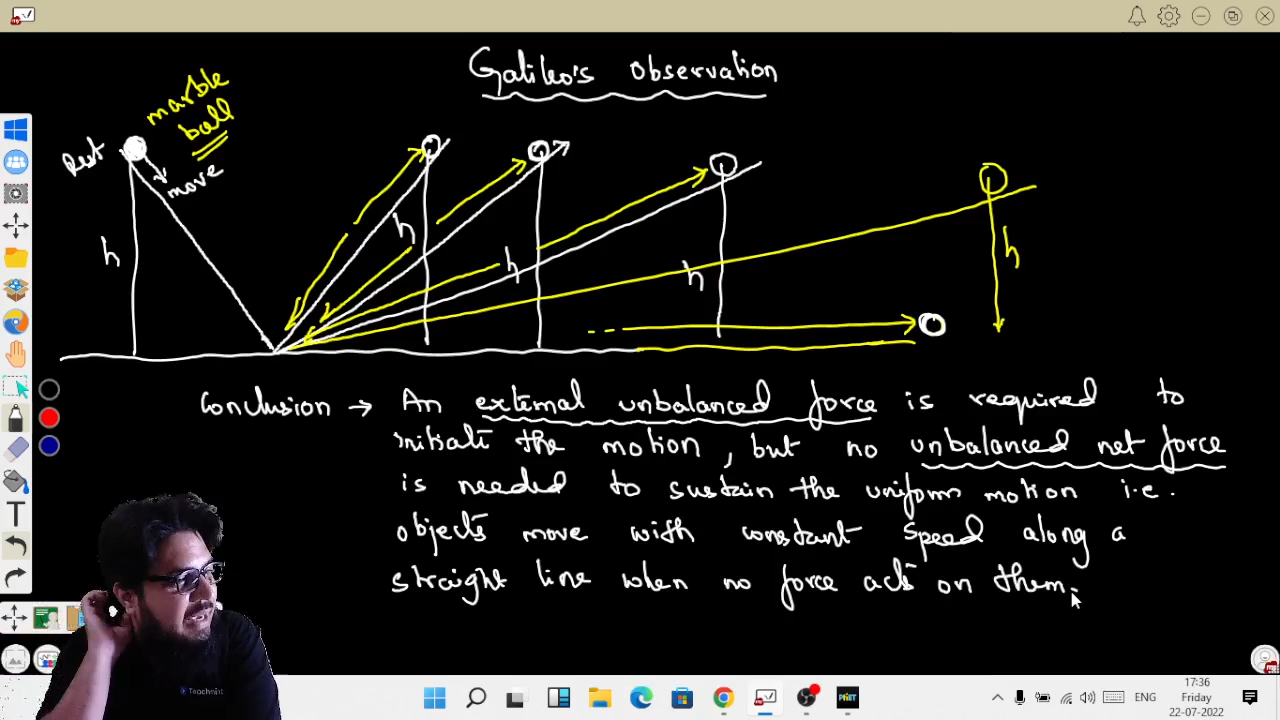 Galileo's Observation
marble
ball
Rest
move
h
h
h
h
h
Conclusion → An external unbalanced force is required to
initiate the motion, but no unbalanced net force
is needed to sustain the uniform motion i.e.
objects move with constant speed along a
straight line when no force acts on them.
T
Teachmint
PhET
ENG
17:36
Friday
22-07-2022